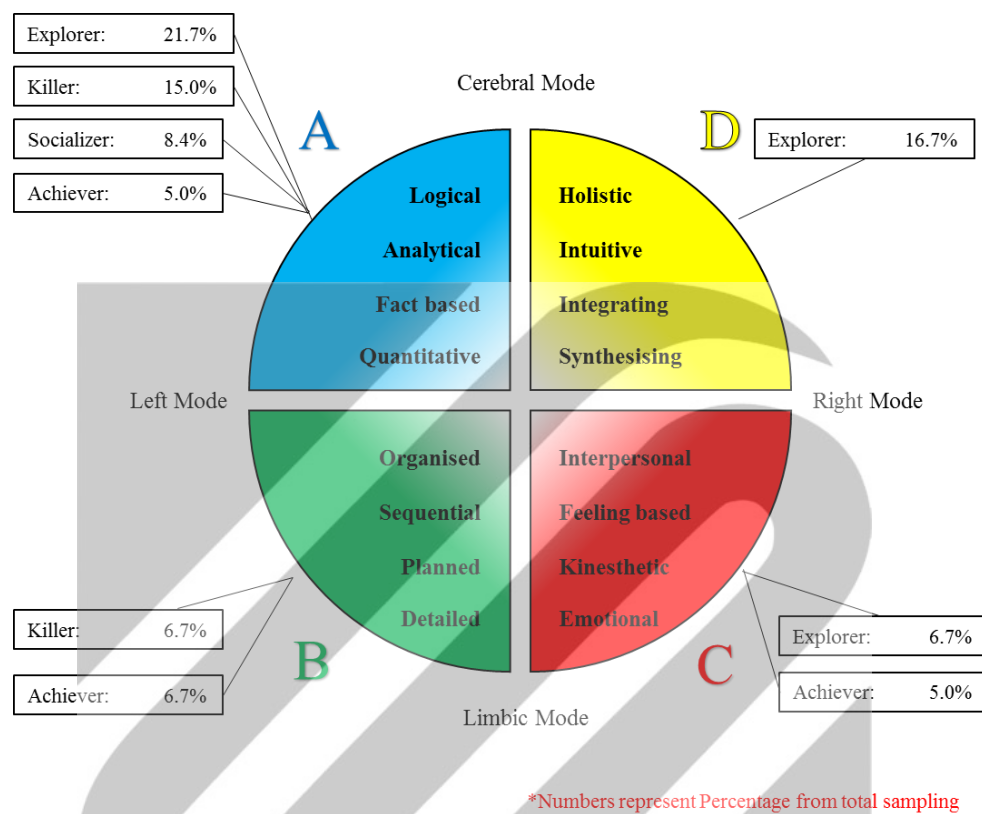 Explorer: 21.7%
Killer: 15.0%
Socializer: 8.4%
Achiever: 5.0%
Cerebral Mode
A
D
Explorer: 16.7%
Logical
Analytical
Fact based
Quantitative
Holistic
Intuitive
Integrating
Synthesising
Left Mode
Right Mode
Organised
Sequential
Planned
Detailed
Interpersonal
Feeling based
Kinesthetic
Emotional
Killer: 6.7%
Achiever: 6.7%
B
C
Explorer: 6.7%
Achiever: 5.0%
Limbic Mode
*Numbers represent Percentage from total sampling